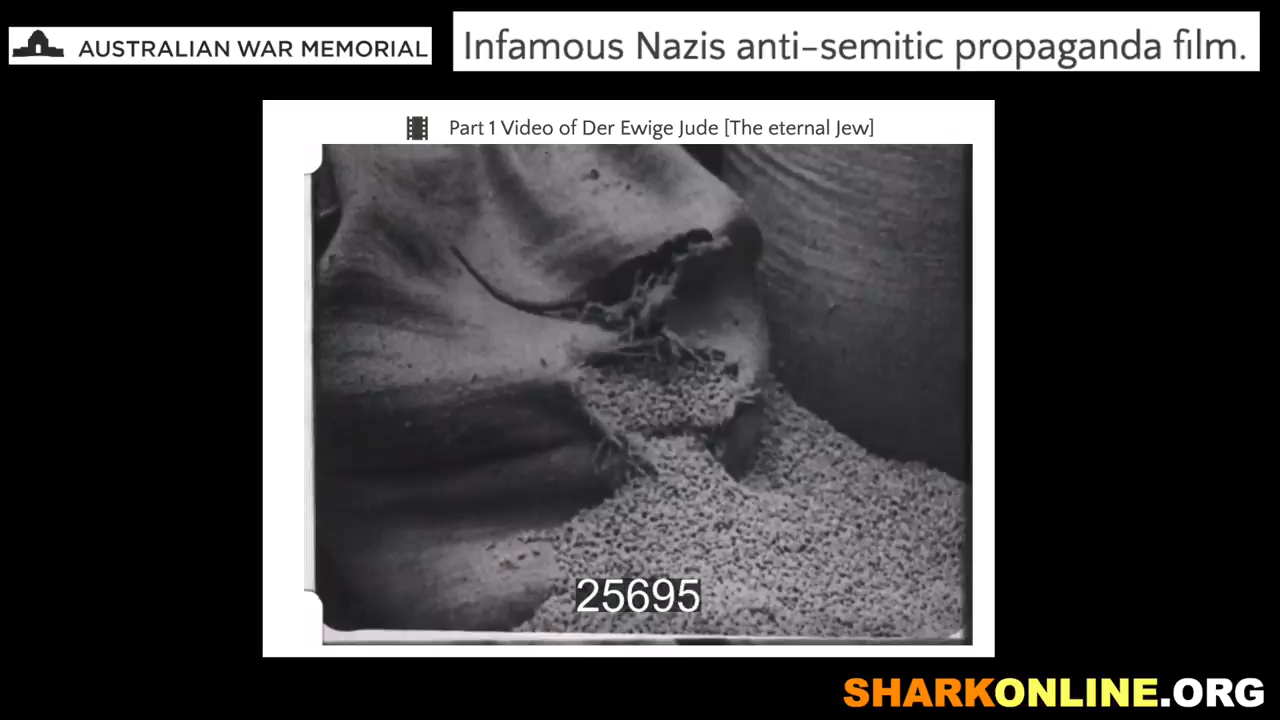 AUSTRALIAN WAR MEMORIAL
Infamous Nazis anti-semitic propaganda film.
Part 1 Video of Der Ewige Jude [The eternal Jew]
25695
SHARKONLINE.ORG